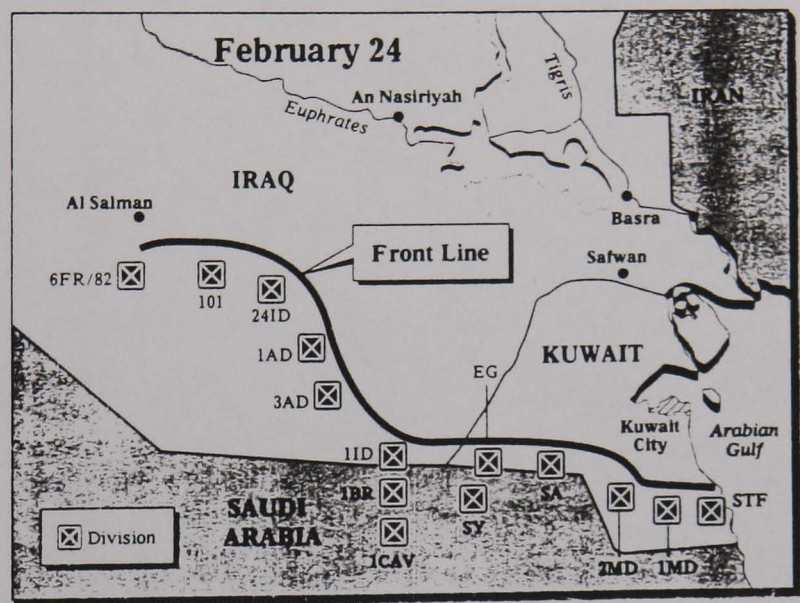 February 24
Tigris
An Nasiriyah
Euphrates
IRAN
IRAQ
Al Salman
Basra
Front Line
Safwan
6FR/82
101
24ID
1AD
KUWAIT
EG
3AD
Kuwait
City
Arabian
Gulf
1ID
SA
STF
1BR
SY
SAUDI
ARABIA
Division
1CAV
2MD
1MD